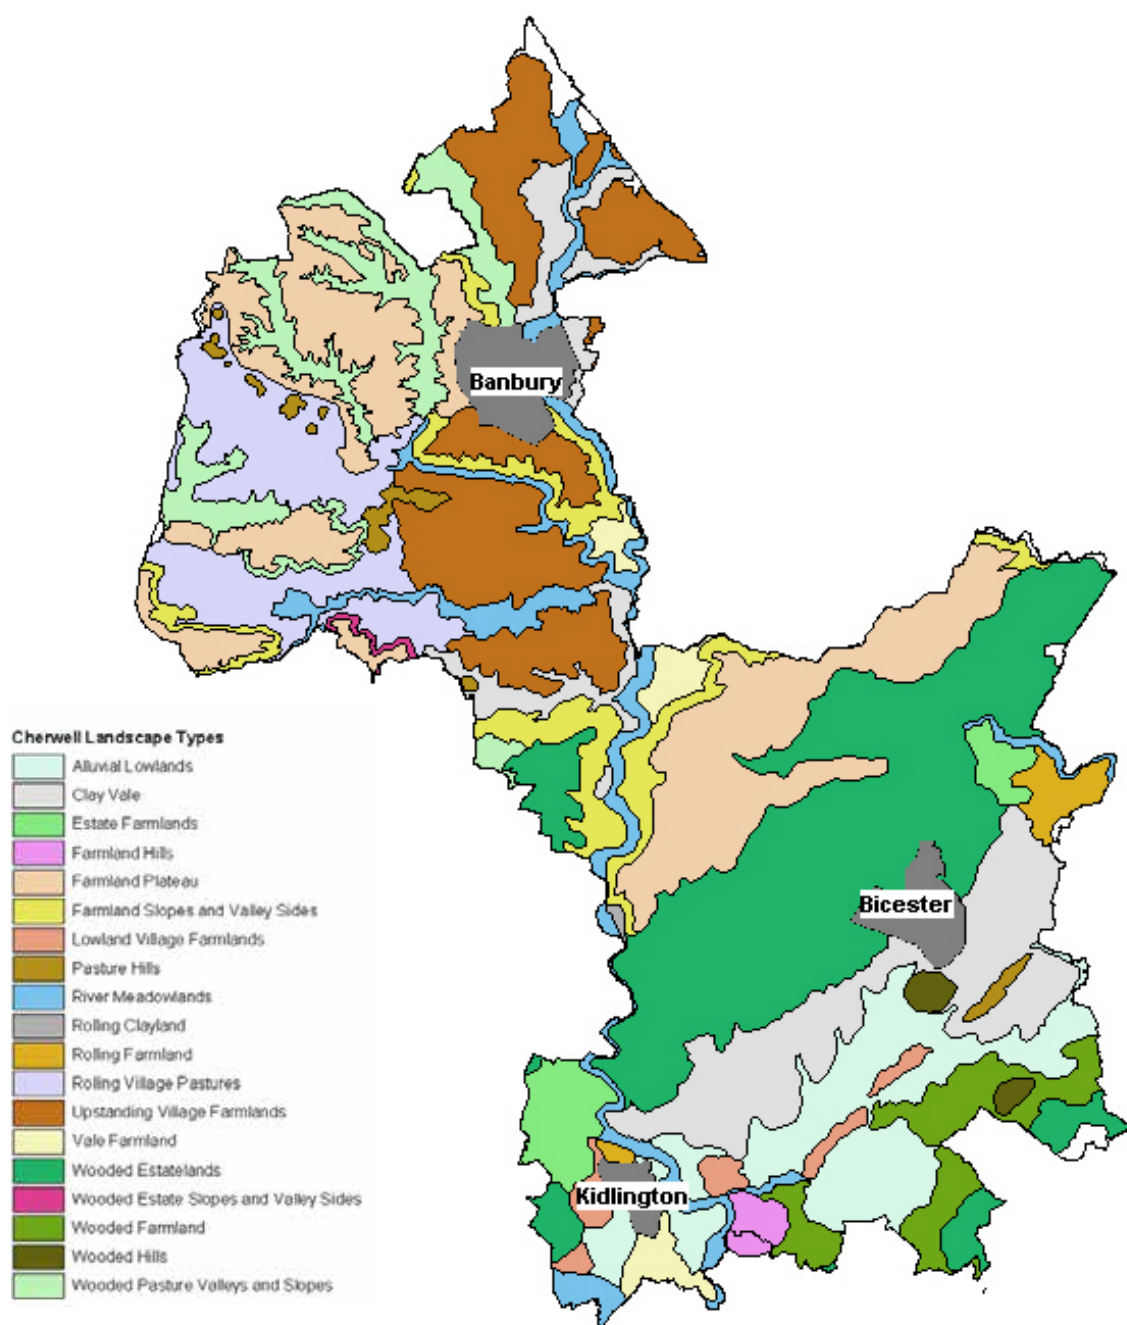 Banbury
Cherwell Landscape Types
Alluvial Lowlands
Clay Vale
Estate Farmlands
Farmland Hills
Farmland Plateau
Farmland Slopes and Valley Sides
Lowland Village Farmlands
Pasture Hills
River Meadowlands
Rolling Clayland
Rolling Farmland
Rolling Village Pastures
Upstanding Village Farmlands
Vale Farmland
Wooded Estatelands
Wooded Estate Slopes and Valley Sides
Wooded Farmland
Wooded Hills
Wooded Pasture Valleys and Slopes
Bicester
Kidlington